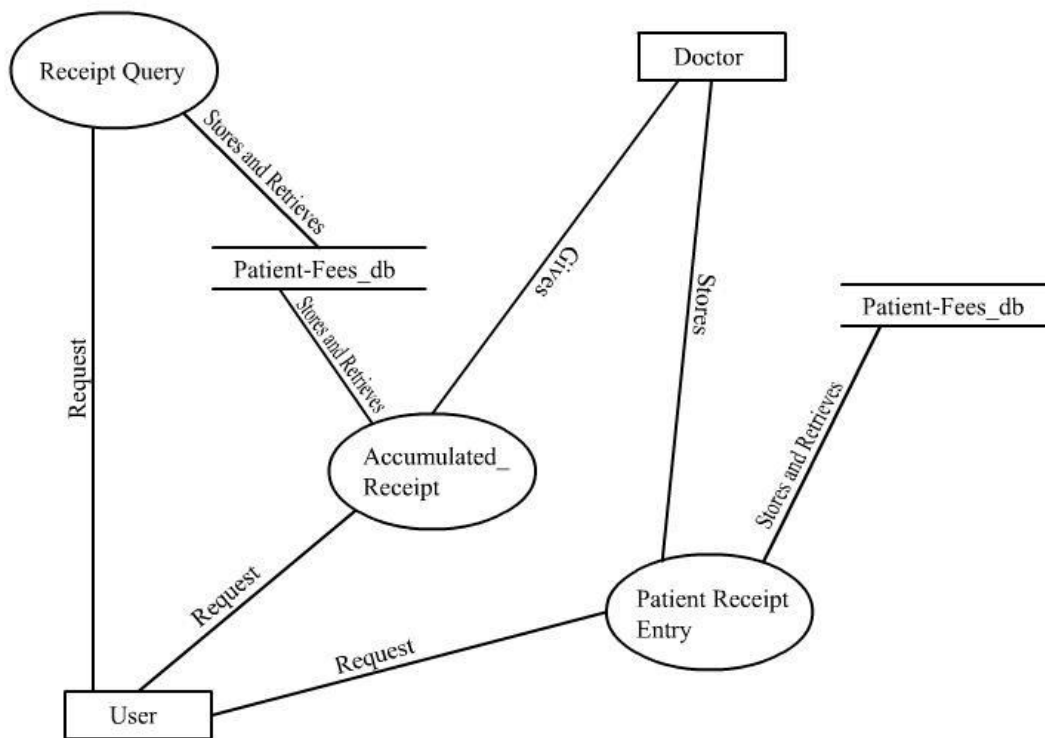 Receipt Query
Doctor
Stores and Retrieves
Patient-Fees_db
Gives
Stores
Patient-Fees_db
Stores and Retrieves
Request
Accumulated_
Receipt
Stores and Retrieves
Request
Patient Receipt
Entry
Request
User